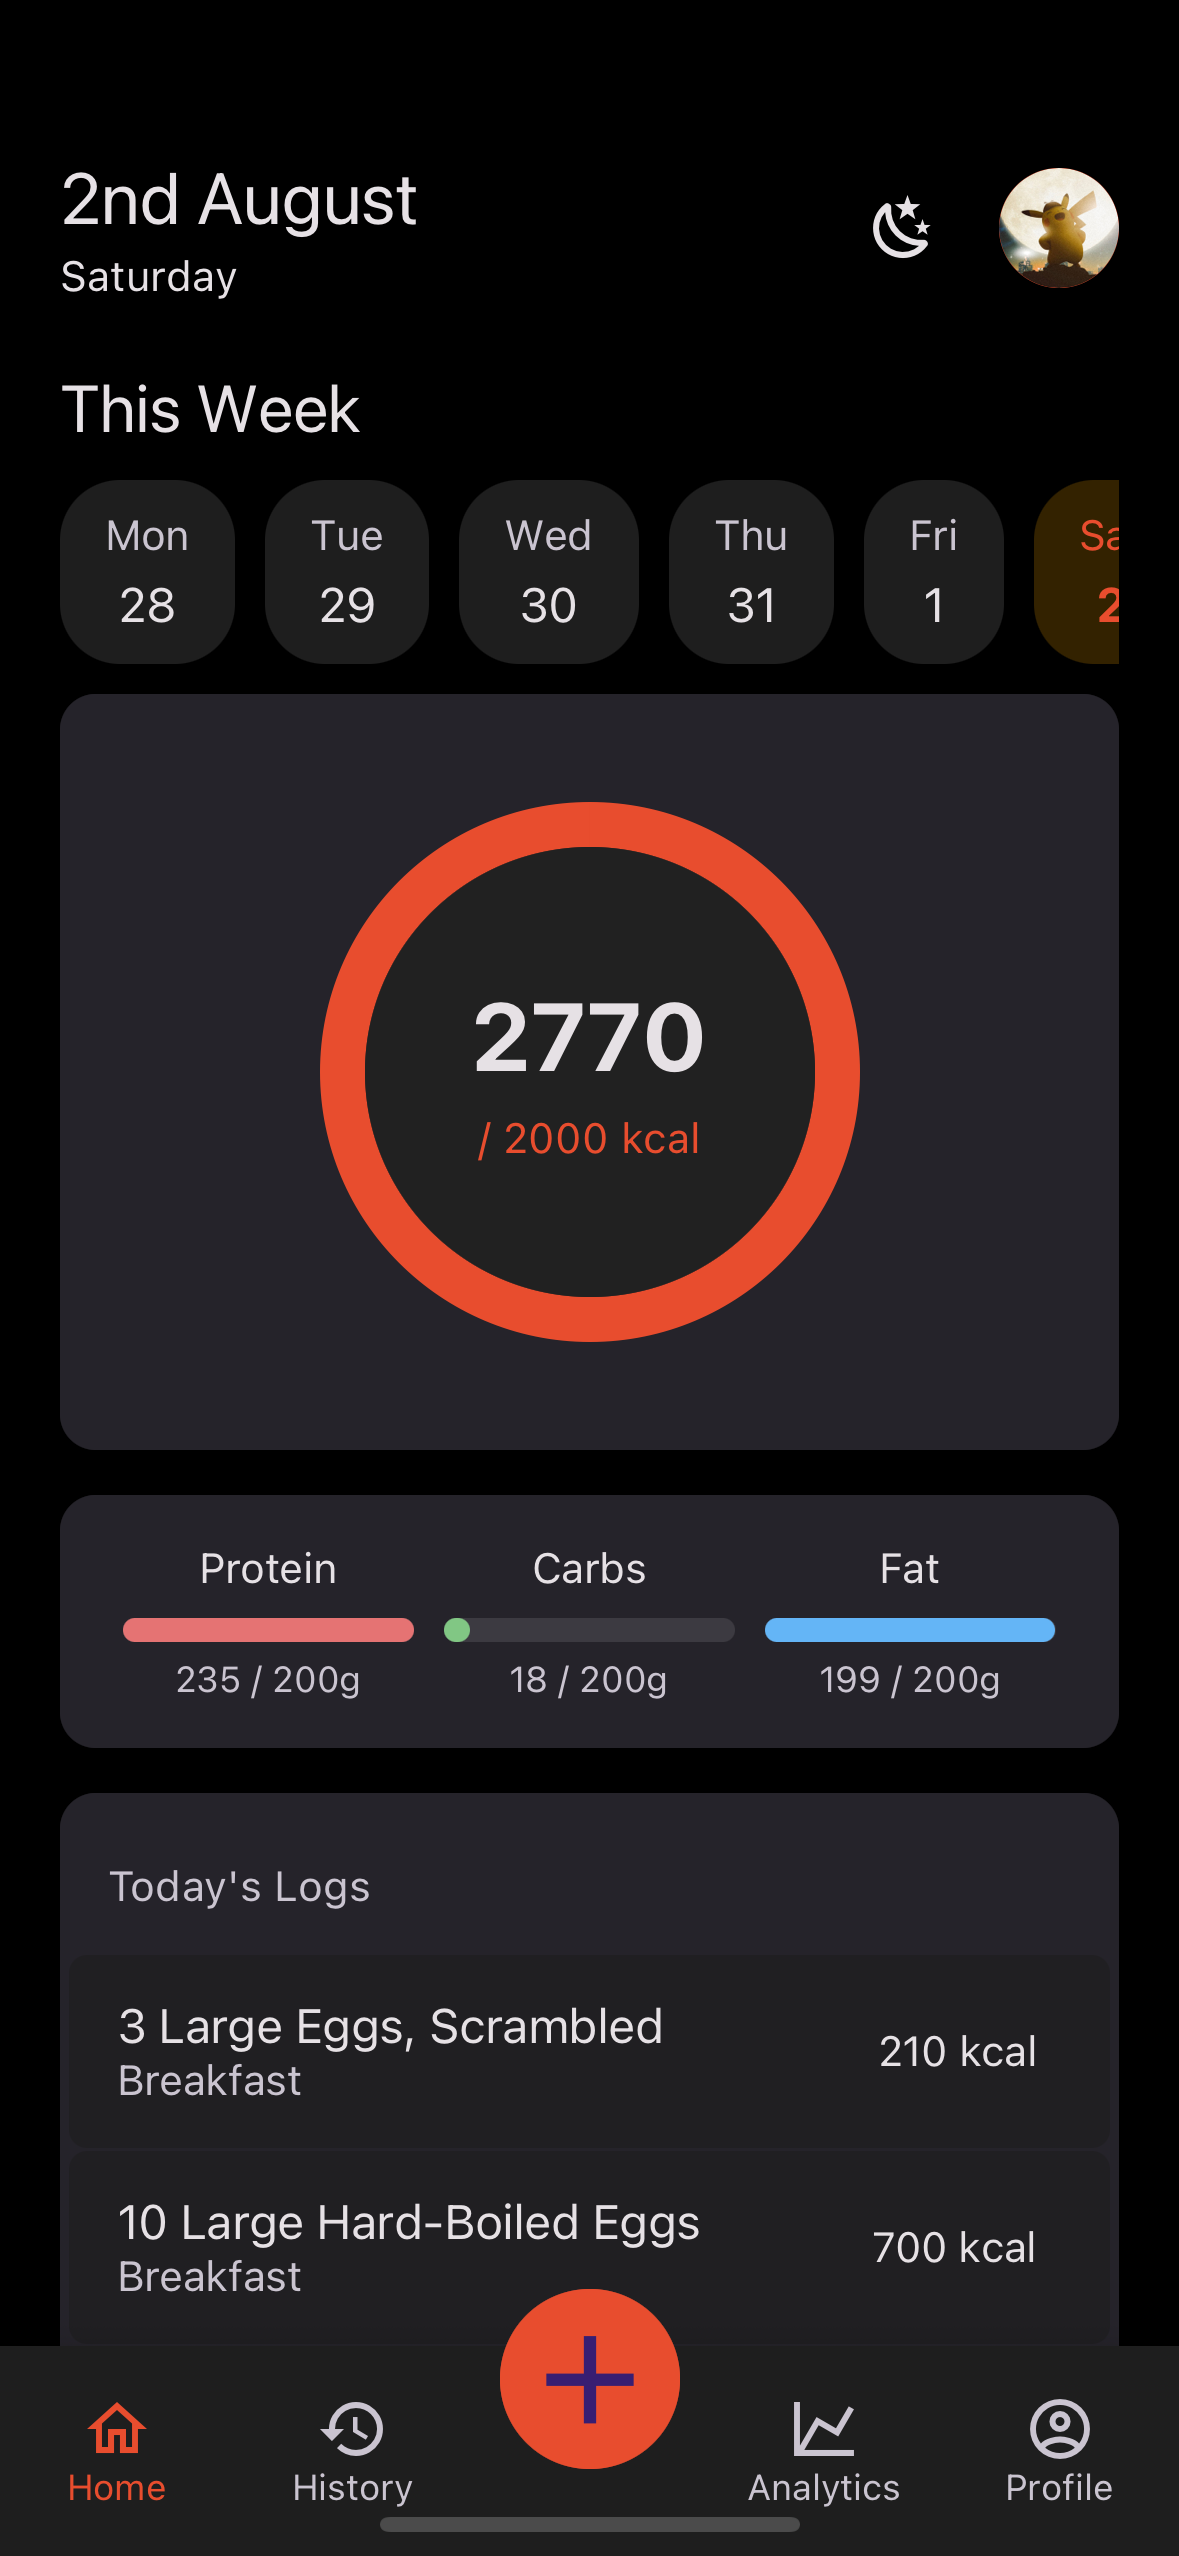 2nd August
Saturday
This Week
Mon Tue Wed Thu Fri
28 29 30 31 1 2
2770
/ 2000 kcal
Protein Carbs Fat
235 / 200g 18 / 200g 199 / 200g
Today's Logs
3 Large Eggs, Scrambled
Breakfast
210 kcal
10 Large Hard-Boiled Eggs
Breakfast
700 kcal
Home History Analytics Profile